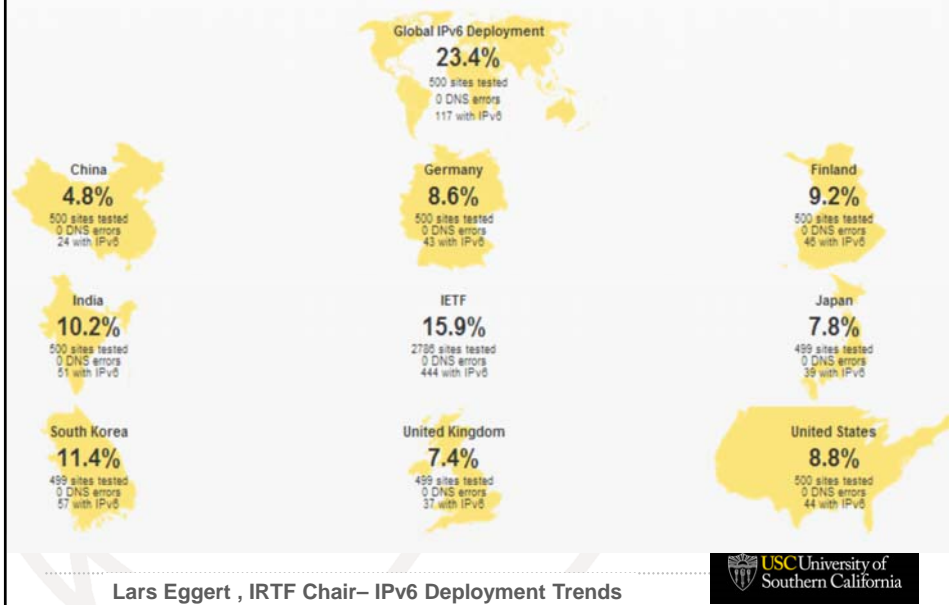 Global IPv6 Deployment
23.4%
500 sites tested
0 DNS errors
117 with IPv6
China
4.8%
500 sites tested
0 DNS errors
24 with IPv6
Germany
8.6%
500 sites tested
0 DNS errors
43 with IPv6
Finland
9.2%
500 sites tested
0 DNS errors
46 with IPv6
India
10.2%
500 sites tested
0 DNS errors
51 with IPv6
IETF
15.9%
2786 sites tested
0 DNS errors
444 with IPv6
Japan
7.8%
499 sites tested
0 DNS errors
39 with IPv6
South Korea
11.4%
499 sites tested
0 DNS errors
57 with IPv6
United Kingdom
7.4%
499 sites tested
0 DNS errors
37 with IPv6
United States
8.8%
500 sites tested
0 DNS errors
44 with IPv6
Lars Eggert , IRTF Chair– IPv6 Deployment Trends
USC University of
Southern California